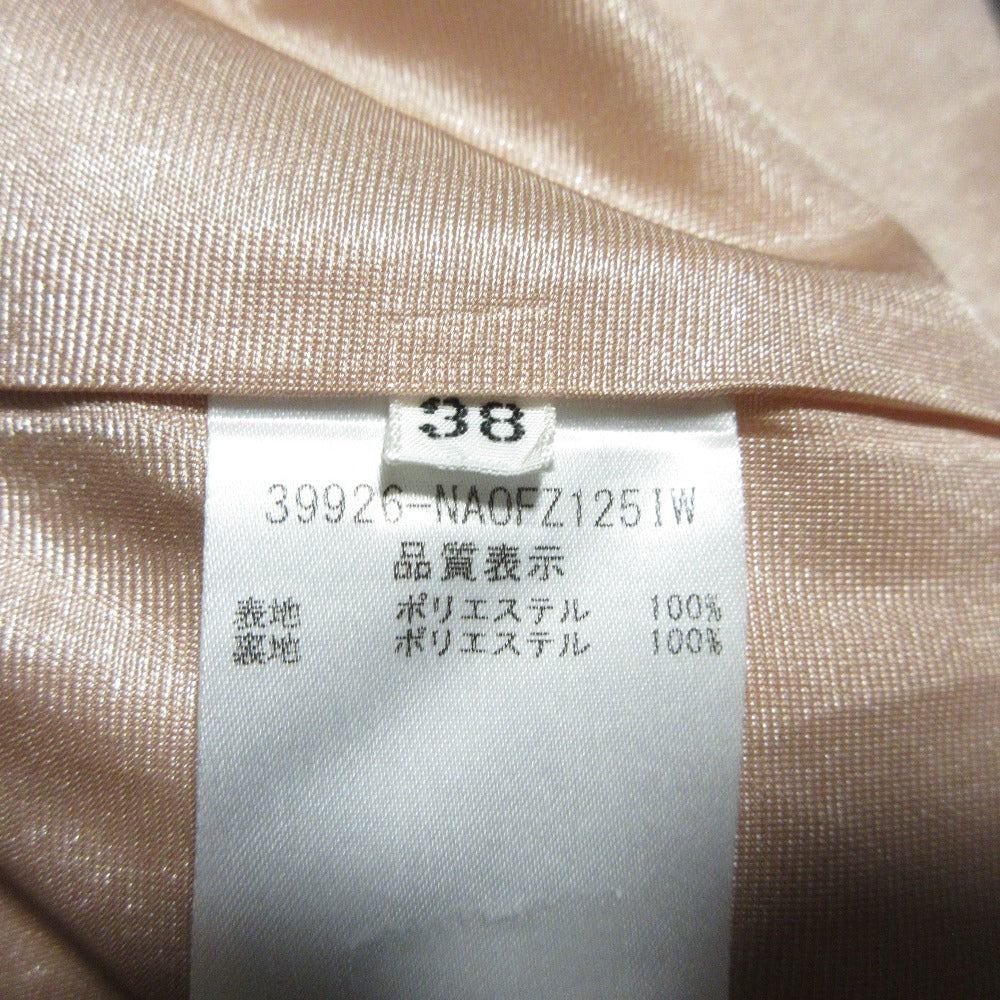 38
39926-NAOFZ125IW
品質表示
表地 ポリエステル 100%
裏地 ポリエステル 100%